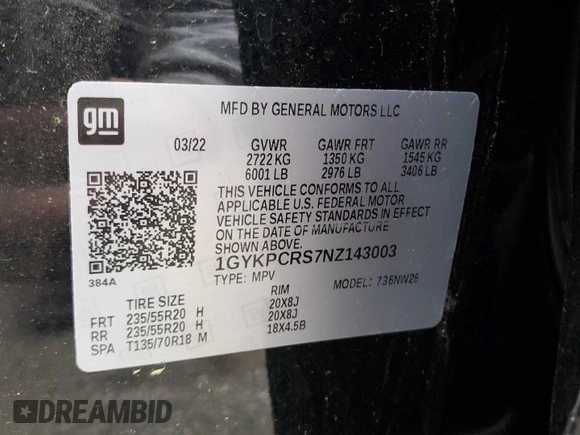 gm
MFD BY GENERAL MOTORS LLC
03/22 GVWR GAWR FRT GAWR RR
2722 KG 1350 KG 1545 KG
6001 LB 2976 LB 3406 LB
THIS VEHICLE CONFORMS TO ALL
APPLICABLE U.S. FEDERAL MOTOR
VEHICLE SAFETY STANDARDS IN EFFECT
ON THE DATE OF MANUFACTURE
SHOWN ABOVE.
384A
1GYKPCRS7NZ143003
TYPE: MPV MODEL: 736NW26
TIRE SIZE RIM
FRT 235/55R20 H 20X8J
RR 235/55R20 H 20X8J
SPA T135/70R18 M 18X4.5B
DREAMBID